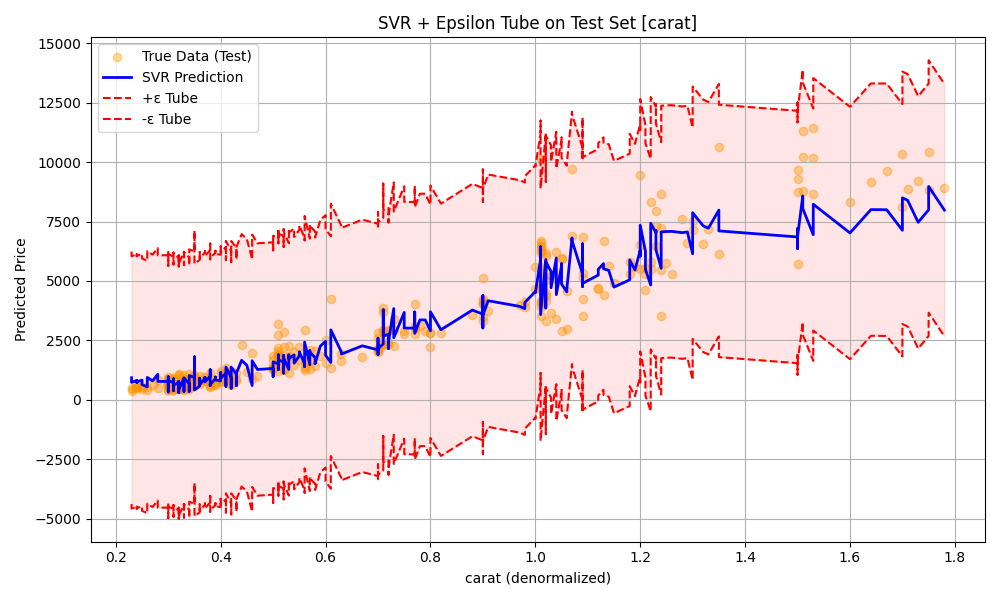 SVR + Epsilon Tube on Test Set [carat]
True Data (Test)
SVR Prediction
+ε Tube
-ε Tube
Predicted Price
15000
12500
10000
7500
5000
2500
0
−2500
−5000
0.2 0.4 0.6 0.8 1.0 1.2 1.4 1.6 1.8
carat (denormalized)